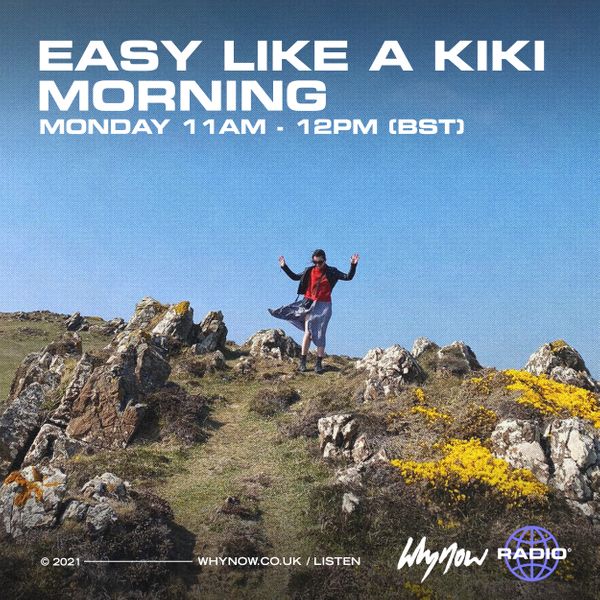 EASY LIKE A KIKI
MORNING
MONDAY 11AM - 12PM (BST)
© 2021
WHYNOW.CO.UK / LISTEN
WhyNow
RADIO®